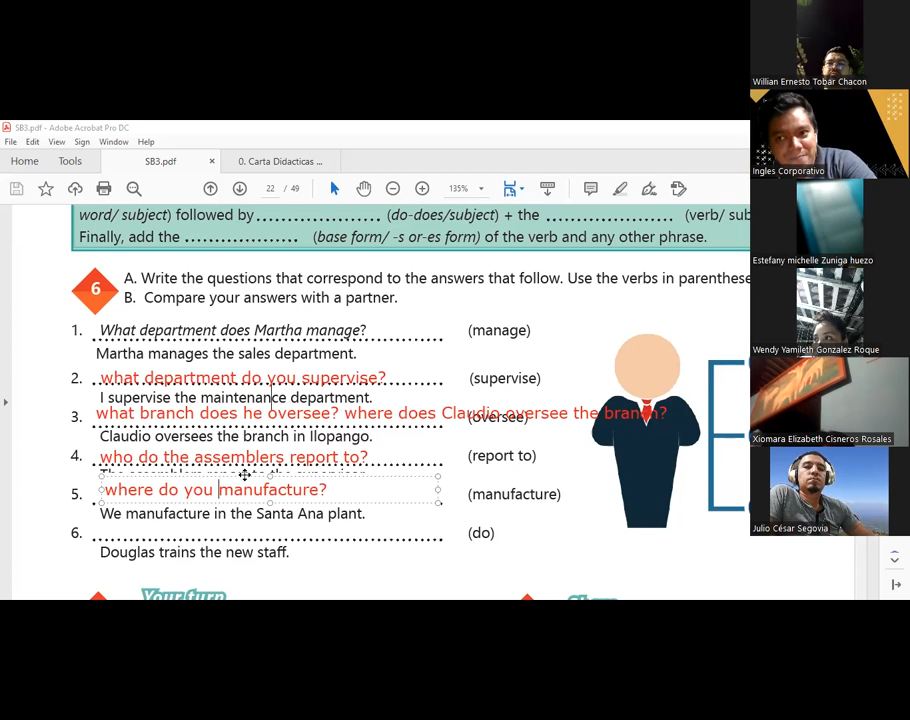 SB3.pdf - Adobe Acrobat Pro DC
File Edit View Sign Window Help
Home Tools SB3.pdf × 0. Carta Didacticas ...
22 / 49 135%
word/ subject) followed by.................... (do-does/subject) + the .................... (verb/ sub
Finally, add the .................. (base form/ -s or-es form) of the verb and any other phrase.
6
A. Write the questions that correspond to the answers that follow. Use the verbs in parenthese
B. Compare your answers with a partner.
1. What department does Martha manage? (manage)
Martha manages the sales department.
2. what department do you supervise? (supervise)
I supervise the maintenance department.
what branch does he oversee? where does Claudio oversee the branch?
3. (oversee)
Claudio oversees the branch in Ilopango.
4. who do the assemblers report to? (report to)
5. where do you manufacture? (manufacture)
We manufacture in the Santa Ana plant.
6. (do)
Douglas trains the new staff.
Your turn
Willian Ernesto Tobar Chacon
Ingles Corporativo
Estefany michelle Zuniga huezo
Wendy Yamileth Gonzalez Roque
Xiomara Elizabeth Cisneros Rosales
Julio César Segovia